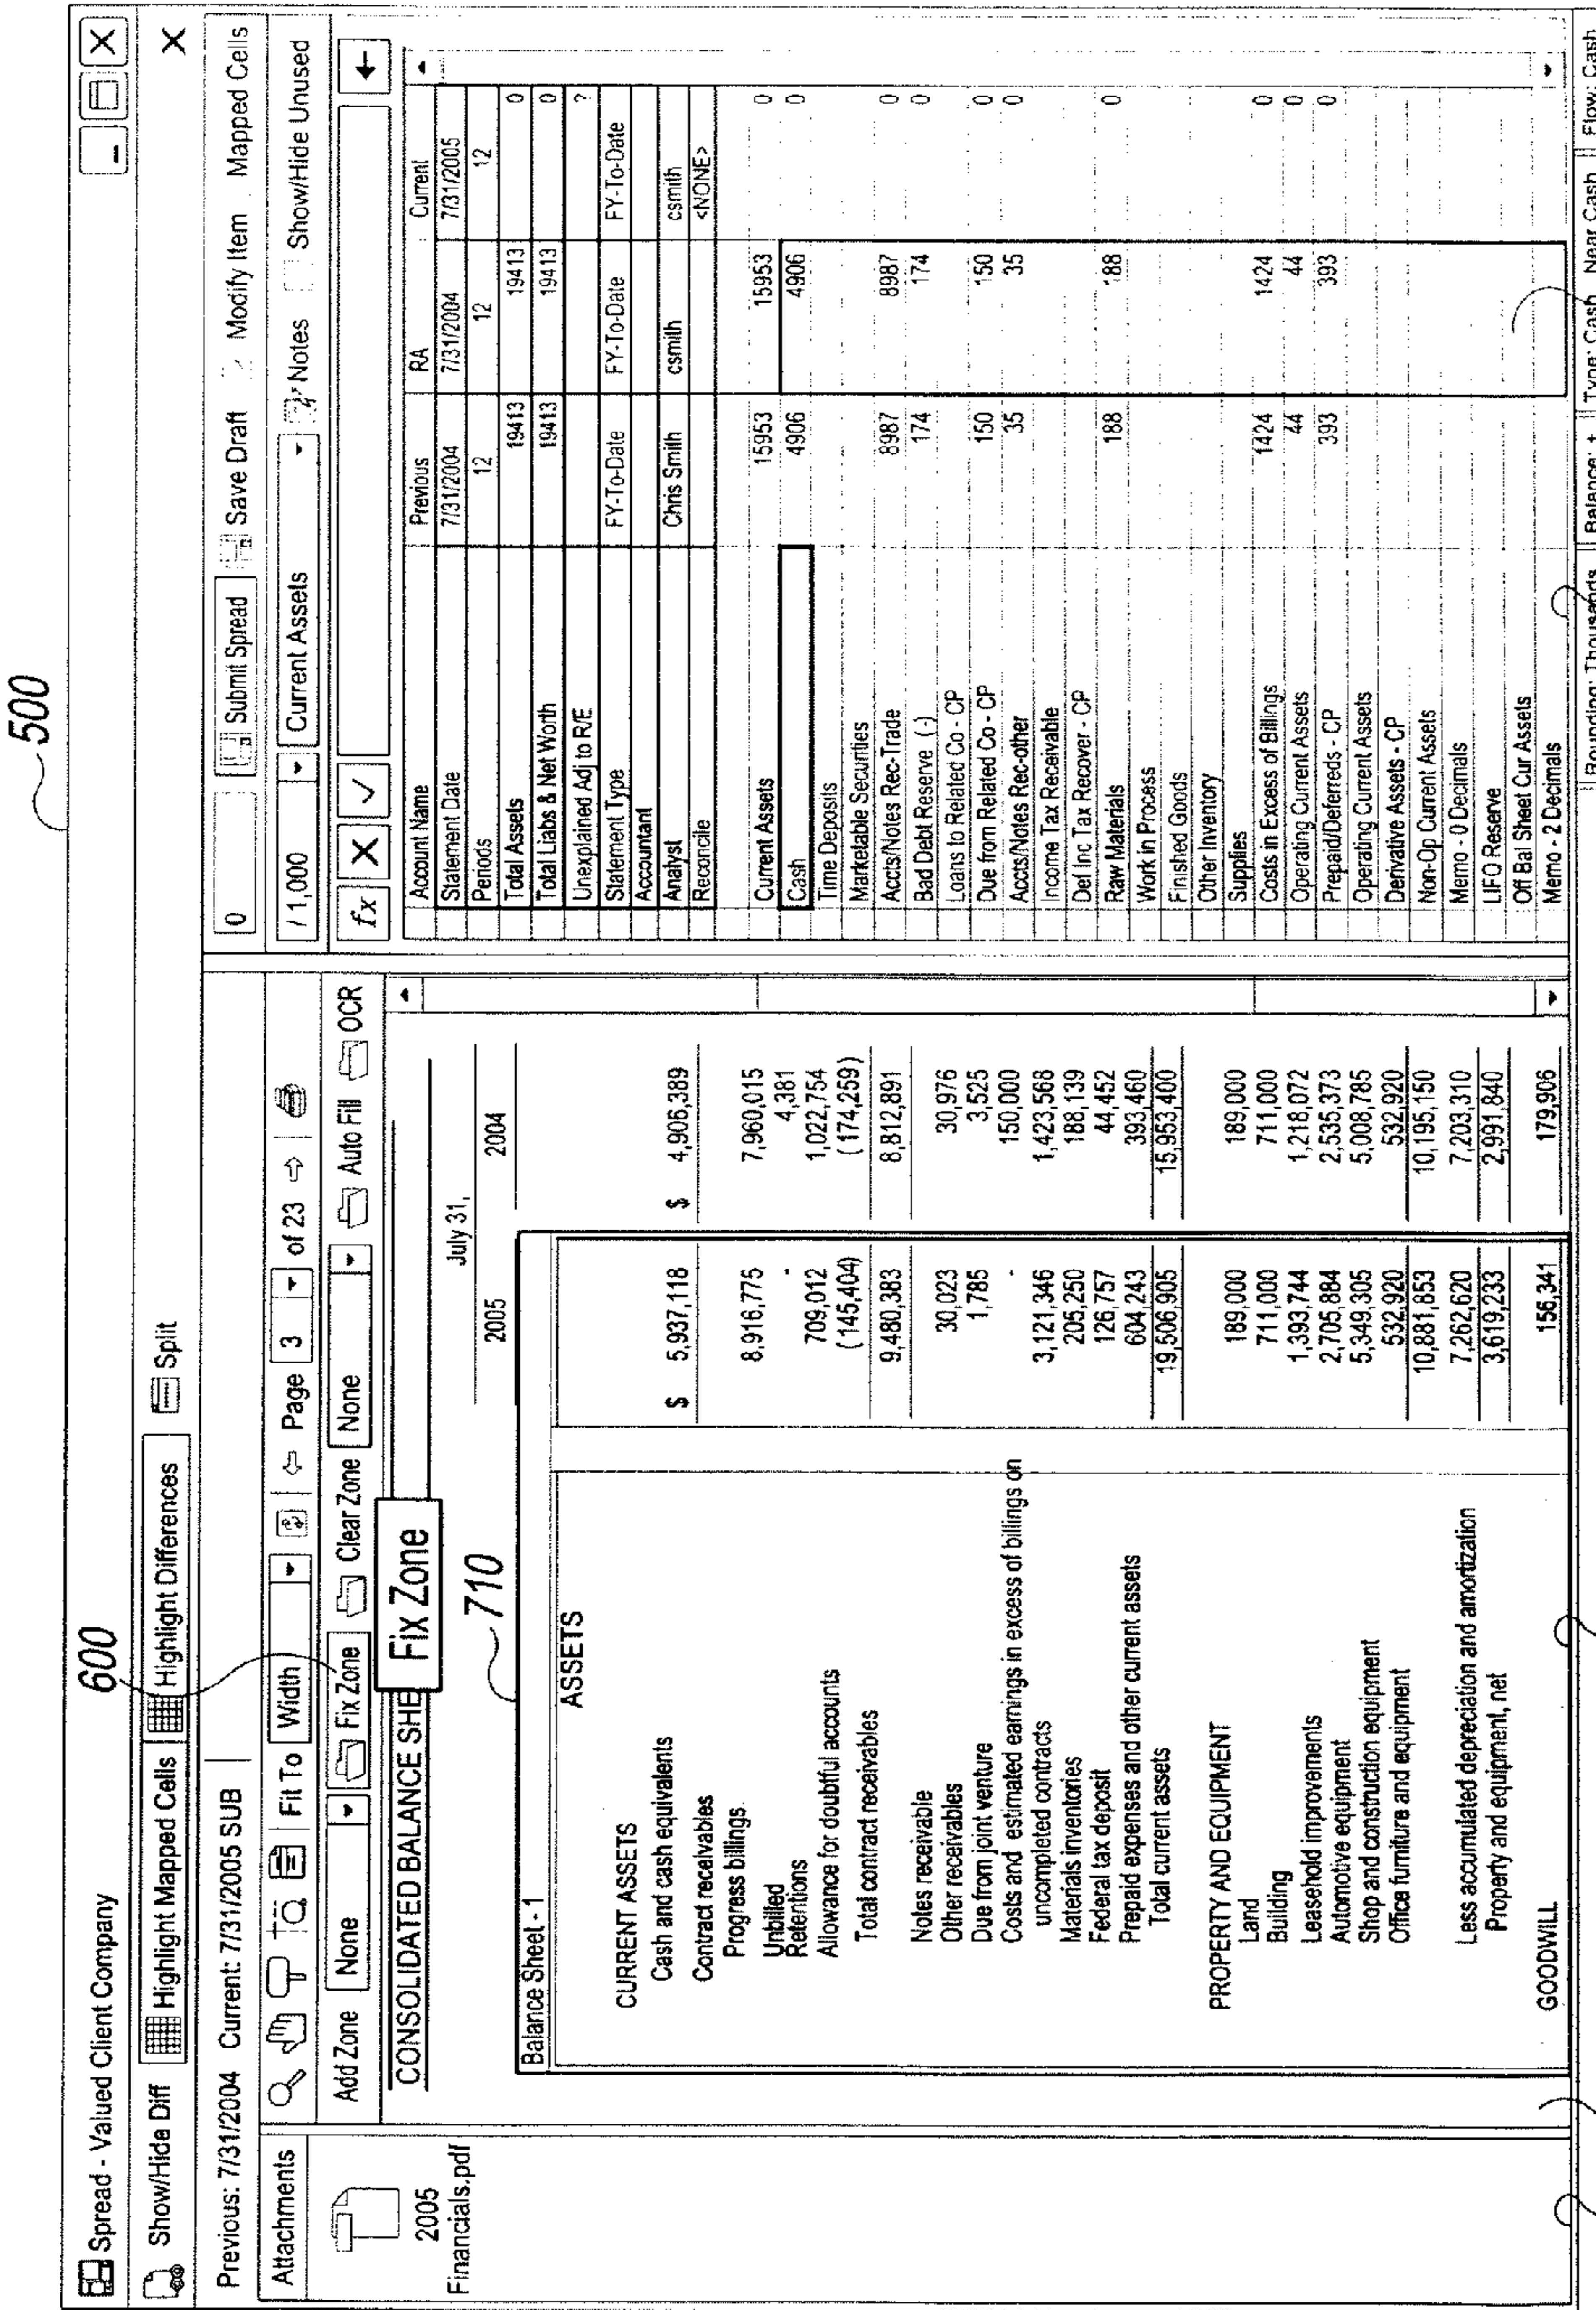 500
Spread - Valued Client Company
600
Show/Hide Diff Highlight Mapped Cells Highlight Differences Split
Previous: 7/31/2004 Current: 7/31/2005 SUB
0 Submit Spread Save Draft Modify Item Mapped Cells
Attachments
Fit To Width Page 3 of 23
/ 1,000 Current Assets Notes Show/Hide Unused
Add Zone None Fix Zone Clear Zone None Auto Fill OCR
fx X
2005
Financials.pdf
CONSOLIDATED BALANCE SHE
Fix Zone
710
July 31,
2005 2004
Balance Sheet - 1
ASSETS
CURRENT ASSETS
Cash and cash equivalents $ 5,937,118 $ 4,906,389
Contract receivables
Progress billings 8,916,775 7,960,015
Unbilled - 4,381
Retentions 709,012 1,022,754
Allowance for doubtful accounts (145,404) (174,259)
Total contract receivables 9,480,383 8,812,891
Notes receivable 30,023 30,976
Other receivables 1,785 3,525
Due from joint venture - 150,000
Costs and estimated earnings in excess of billings on
uncompleted contracts 3,121,346 1,423,568
Materials inventories 205,250 188,139
Federal tax deposit 126,757 44,452
Prepaid expenses and other current assets 604,243 393,460
Total current assets 19,506,905 15,953,400
PROPERTY AND EQUIPMENT
Land 189,000 189,000
Building 711,000 711,000
Leasehold improvements 1,393,744 1,218,072
Automotive equipment 2,705,884 2,535,373
Shop and construction equipment 5,349,305 5,008,785
Office furniture and equipment 532,920 532,920
10,881,853 10,195,150
Less accumulated depreciation and amortization 7,262,620 7,203,310
Property and equipment, net 3,619,233 2,991,840
GOODWILL 156,341 179,906
Account Name Previous RA Current
Statement Date 7/31/2004 7/31/2004 7/31/2005
Periods 12 12 12
Total Assets 19413 19413 0
Total Liabs & Net Worth 19413 19413 0
Unexplained Adj to R/E ?
Statement Type FY-To-Date FY-To-Date FY-To-Date
Accountant
Analyst Chris Smith csmith csmith
Reconcile <NONE>
Current Assets 15953 15953 0
Cash 4906 4906 0
Time Deposits
Marketable Securities
Accts/Notes Rec-Trade 8987 8987 0
Bad Debt Reserve (-) 174 174 0
Loans to Related Co - CP
Due from Related Co - CP 150 150 0
Accts/Notes Rec-other 35 35 0
Income Tax Receivable
Def Inc Tax Recover - CP
Raw Materials 188 188 0
Work in Process
Finished Goods
Other Inventory
Supplies
Costs in Excess of Billings 1424 1424 0
Operating Current Assets 44 44 0
Prepaid/Deferreds - CP 393 393 0
Operating Current Assets
Derivative Assets - CP
Non-Op Current Assets
Memo - 0 Decimals
LIFO Reserve
Off Bal Sheet Cur Assets
Memo - 2 Decimals
Rounding: Thousands Balance: + Type: Cash Near Cash Flow: Cash